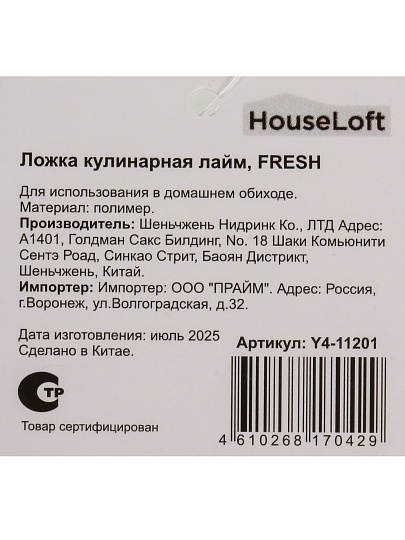 HouseLoft
Ложка кулинарная лайм, FRESH
Для использования в домашнем обиходе.
Материал: полимер.
Производитель: Шеньчжень Нидринк Ко., ЛТД Адрес:
А1401, Голдман Сакс Билдинг, No. 18 Шаки Комьюнити
Сентэ Роад, Синкао Стрит, Баоян Дистрикт,
Шеньчжень, Китай.
Импортер: Импортер: ООО "ПРАЙМ". Адрес: Россия,
г.Воронеж, ул.Волгоградская, д.32.
Дата изготовления: июль 2025
Сделано в Китае.
Артикул: Y4-11201
ТР
Товар сертифицирован
4 610268 170429